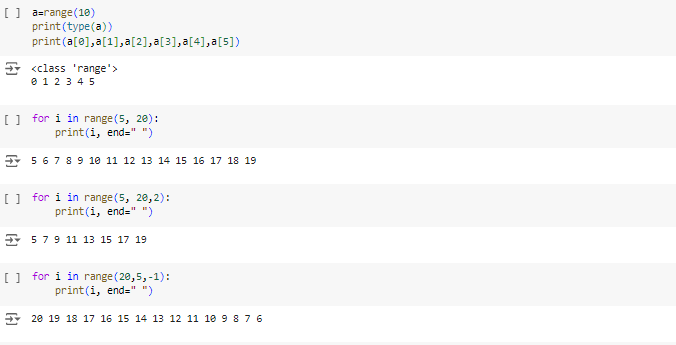 [ ] a=range(10)
print(type(a))
print(a[0],a[1],a[2],a[3],a[4],a[5])
<class 'range'>
0 1 2 3 4 5
[ ] for i in range(5, 20):
    print(i, end=" ")
5 6 7 8 9 10 11 12 13 14 15 16 17 18 19
[ ] for i in range(5, 20,2):
    print(i, end=" ")
5 7 9 11 13 15 17 19
[ ] for i in range(20,5,-1):
    print(i, end=" ")
20 19 18 17 16 15 14 13 12 11 10 9 8 7 6